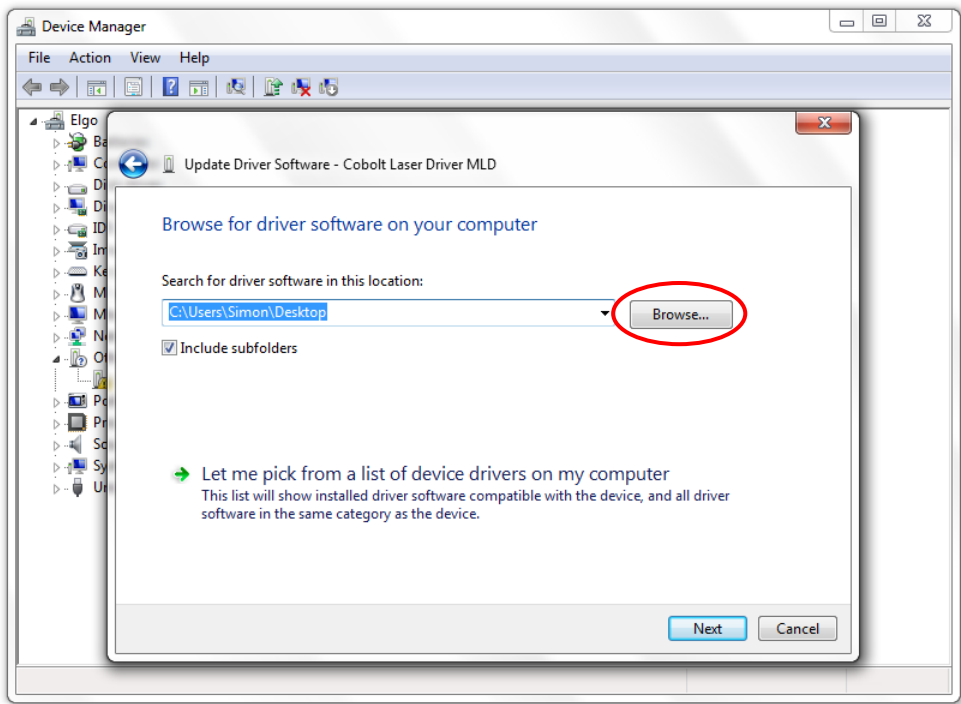 Device Manager
File Action View Help
Elgo
Update Driver Software - Cobolt Laser Driver MLD
Browse for driver software on your computer
Search for driver software in this location:
C:\Users\Simon\Desktop
Browse...
Include subfolders
Let me pick from a list of device drivers on my computer
This list will show installed driver software compatible with the device, and all driver
software in the same category as the device.
Next Cancel